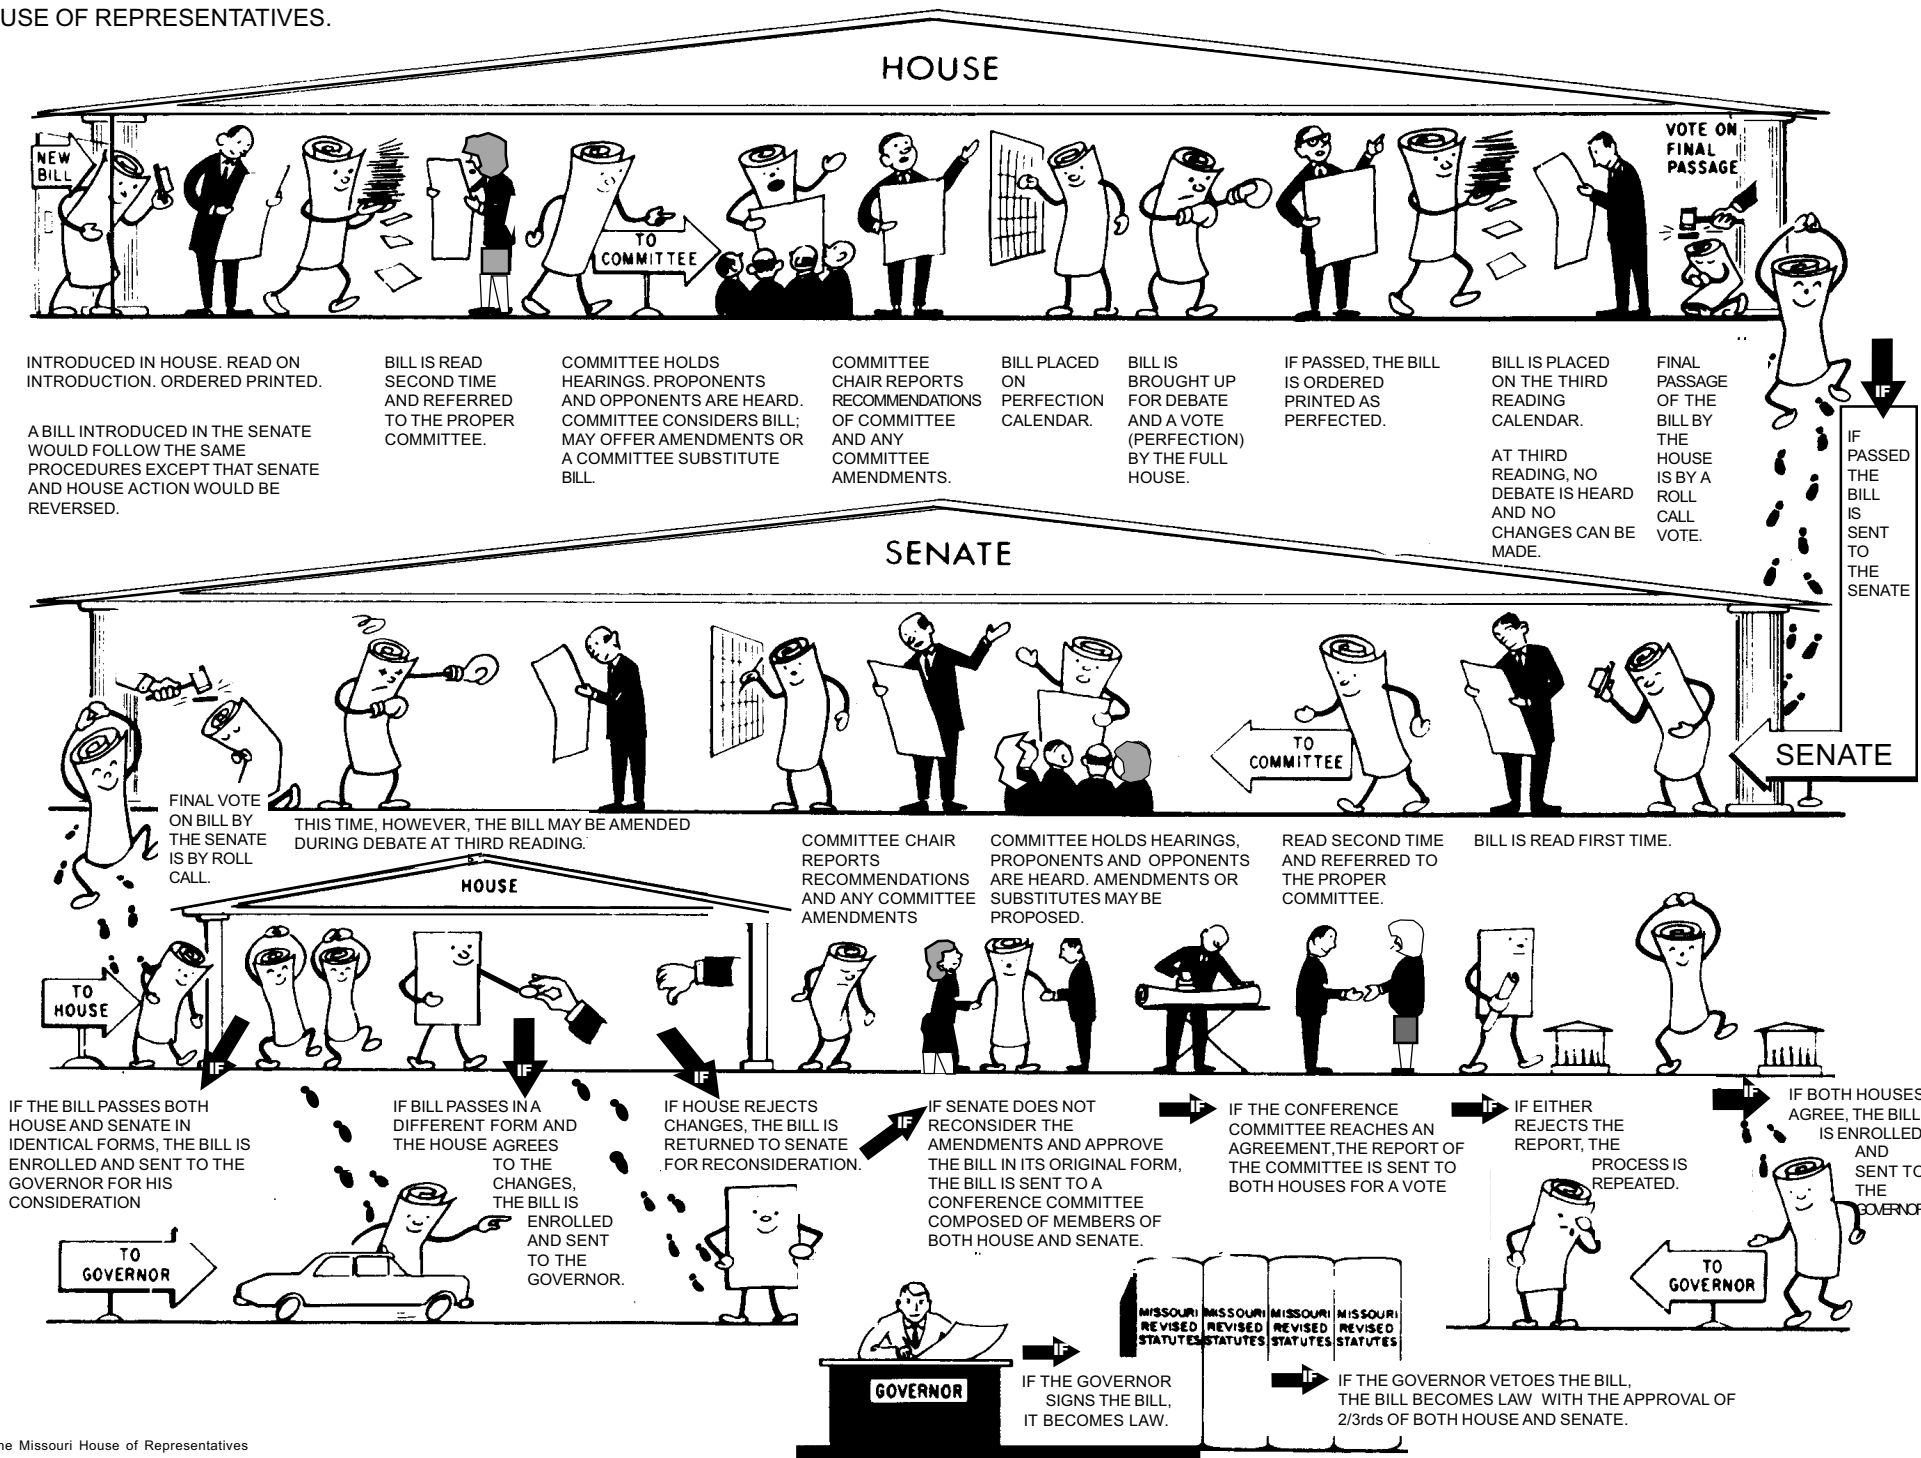 USE OF REPRESENTATIVES.
HOUSE
NEW
BILL
TO
COMMITTEE
VOTE ON
FINAL
PASSAGE
INTRODUCED IN HOUSE. READ ON
INTRODUCTION. ORDERED PRINTED.
A BILL INTRODUCED IN THE SENATE
WOULD FOLLOW THE SAME
PROCEDURES EXCEPT THAT SENATE
AND HOUSE ACTION WOULD BE
REVERSED.
BILL IS READ
SECOND TIME
AND REFERRED
TO THE PROPER
COMMITTEE.
COMMITTEE HOLDS
HEARINGS. PROPONENTS
AND OPPONENTS ARE HEARD.
COMMITTEE CONSIDERS BILL;
MAY OFFER AMENDMENTS OR
A COMMITTEE SUBSTITUTE
BILL.
COMMITTEE
CHAIR REPORTS
RECOMMENDATIONS
OF COMMITTEE
AND ANY
COMMITTEE
AMENDMENTS.
BILL PLACED
ON
PERFECTION
CALENDAR.
BILL IS
BROUGHT UP
FOR DEBATE
AND A VOTE
(PERFECTION)
BY THE FULL
HOUSE.
IF PASSED, THE BILL
IS ORDERED
PRINTED AS
PERFECTED.
BILL IS PLACED
ON THE THIRD
READING
CALENDAR.
AT THIRD
READING, NO
DEBATE IS HEARD
AND NO
CHANGES CAN BE
MADE.
FINAL
PASSAGE
OF THE
BILL BY
THE
HOUSE
IS BY A
ROLL
CALL
VOTE.
IF
IF
PASSED
THE
BILL
IS
SENT
TO
THE
SENATE
SENATE
SENATE
TO
COMMITTEE
BILL IS READ FIRST TIME.
READ SECOND TIME
AND REFERRED TO
THE PROPER
COMMITTEE.
COMMITTEE HOLDS HEARINGS,
PROPONENTS AND OPPONENTS
ARE HEARD. AMENDMENTS OR
SUBSTITUTES MAY BE
PROPOSED.
COMMITTEE CHAIR
REPORTS
RECOMMENDATIONS
AND ANY COMMITTEE
AMENDMENTS
THIS TIME, HOWEVER, THE BILL MAY BE AMENDED
DURING DEBATE AT THIRD READING.
FINAL VOTE
ON BILL BY
THE SENATE
IS BY ROLL
CALL.
HOUSE
TO
HOUSE
IF
IF THE BILL PASSES BOTH
HOUSE AND SENATE IN
IDENTICAL FORMS, THE BILL IS
ENROLLED AND SENT TO THE
GOVERNOR FOR HIS
CONSIDERATION
TO
GOVERNOR
IF
IF BILL PASSES IN A
DIFFERENT FORM AND
THE HOUSE AGREES
TO THE
CHANGES,
THE BILL IS
ENROLLED
AND SENT
TO THE
GOVERNOR.
IF
IF HOUSE REJECTS
CHANGES, THE BILL IS
RETURNED TO SENATE
FOR RECONSIDERATION.
IF
IF SENATE DOES NOT
RECONSIDER THE
AMENDMENTS AND APPROVE
THE BILL IN ITS ORIGINAL FORM,
THE BILL IS SENT TO A
CONFERENCE COMMITTEE
COMPOSED OF MEMBERS OF
BOTH HOUSE AND SENATE.
IF
IF THE CONFERENCE
COMMITTEE REACHES AN
AGREEMENT,THE REPORT OF
THE COMMITTEE IS SENT TO
BOTH HOUSES FOR A VOTE
IF
IF EITHER
REJECTS THE
REPORT, THE
PROCESS IS
REPEATED.
IF
IF BOTH HOUSES
AGREE, THE BILL
IS ENROLLED
AND
SENT TO
THE
GOVERNOR
TO
GOVERNOR
GOVERNOR
IF
IF THE GOVERNOR
SIGNS THE BILL,
IT BECOMES LAW.
MISSOURI MISSOURI MISSOURI MISSOURI
REVISED REVISED REVISED REVISED
STATUTES STATUTES STATUTES STATUTES
IF
IF THE GOVERNOR VETOES THE BILL,
THE BILL BECOMES LAW WITH THE APPROVAL OF
2/3rds OF BOTH HOUSE AND SENATE.
he Missouri House of Representatives